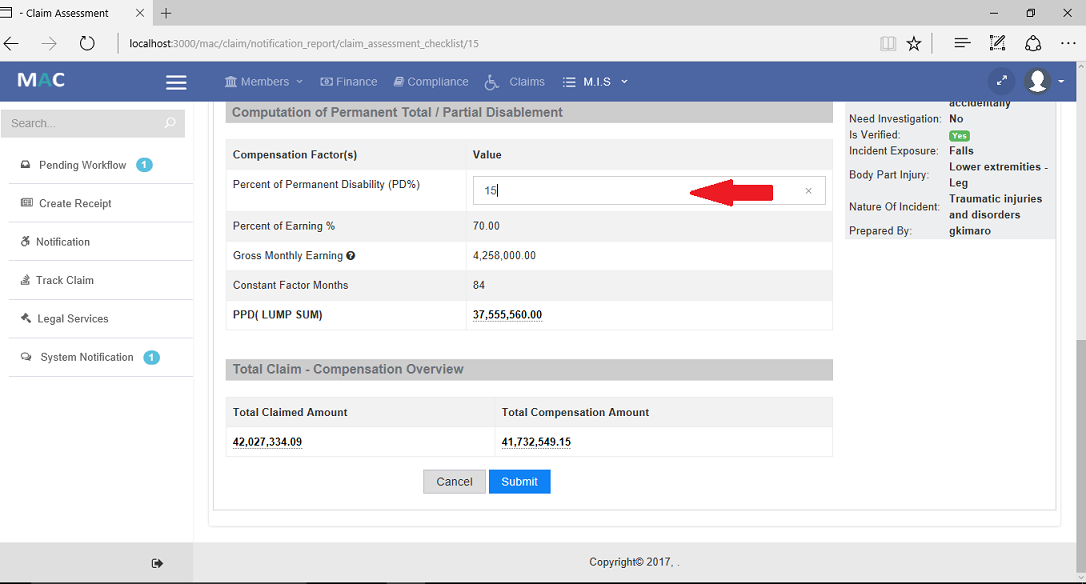 - Claim Assessment
localhost:3000/mac/claim/notification_report/claim_assessment_checklist/15
MAC
Members
Finance
Compliance
Claims
M.I.S
Search...
Pending Workflow 1
Create Receipt
Notification
Track Claim
Legal Services
System Notification 1
Computation of Permanent Total / Partial Disablement
Compensation Factor(s) Value
Percent of Permanent Disability (PD%) 15 ×
Percent of Earning % 70.00
Gross Monthly Earning ? 4,258,000.00
Constant Factor Months 84
PPD( LUMP SUM) 37,555,560.00
Total Claim - Compensation Overview
Total Claimed Amount Total Compensation Amount
42,027,334.09 41,732,549.15
Cancel Submit
accidentally
Need Investigation: No
Is Verified: Yes
Incident Exposure: Falls
Body Part Injury: Lower extremities -
Leg
Nature Of Incident: Traumatic injuries
and disorders
Prepared By: gkimaro
Copyright© 2017, .